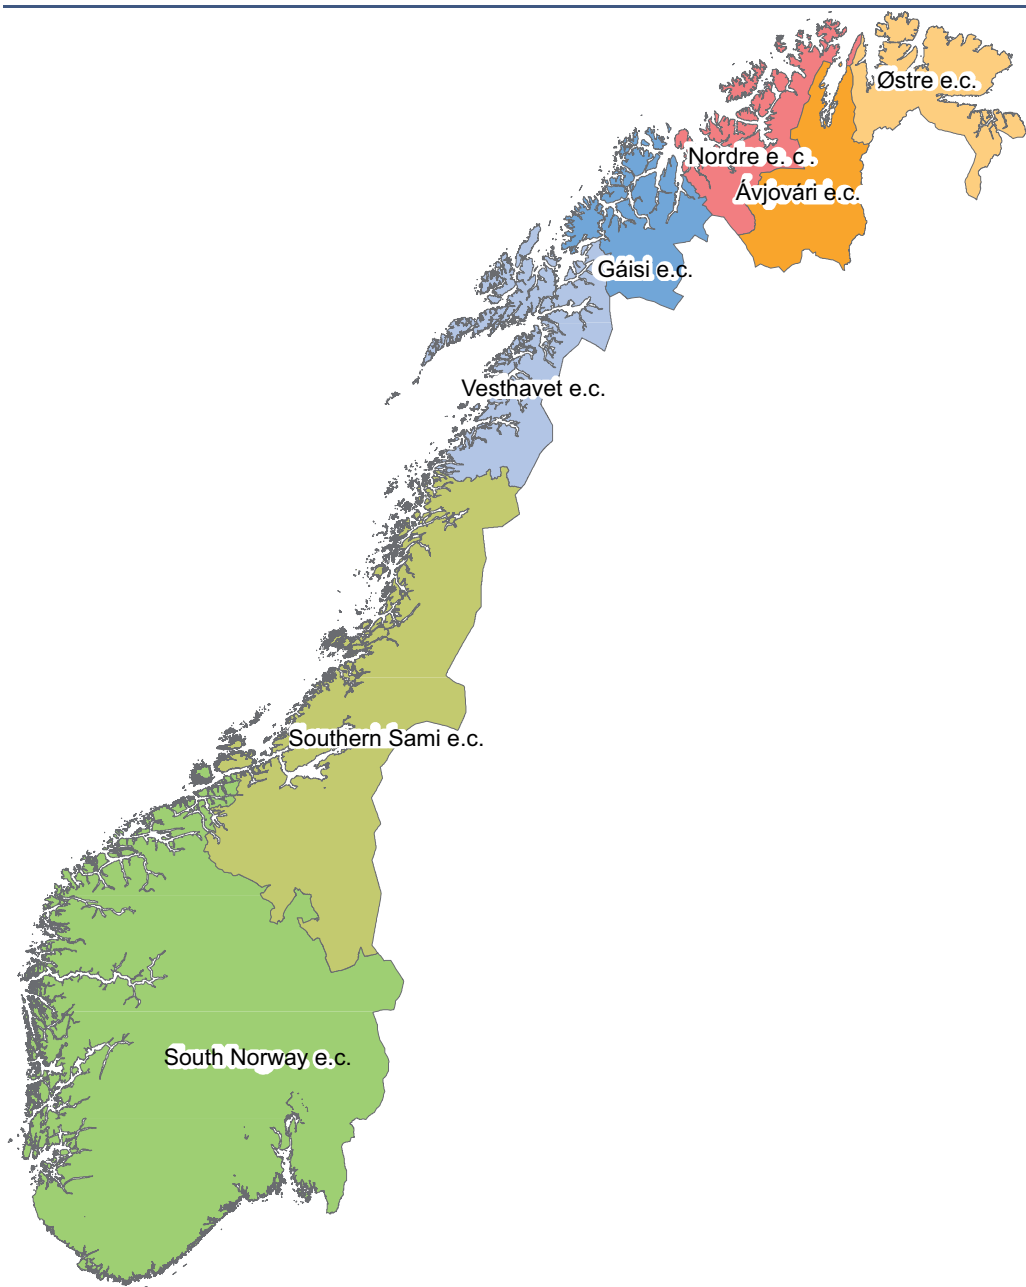 Østre e.c.
Nordre e. c .
Ávjovári e.c.
Gáisi e.c.
Vesthavet e.c.
Southern Sami e.c.
South Norway e.c.